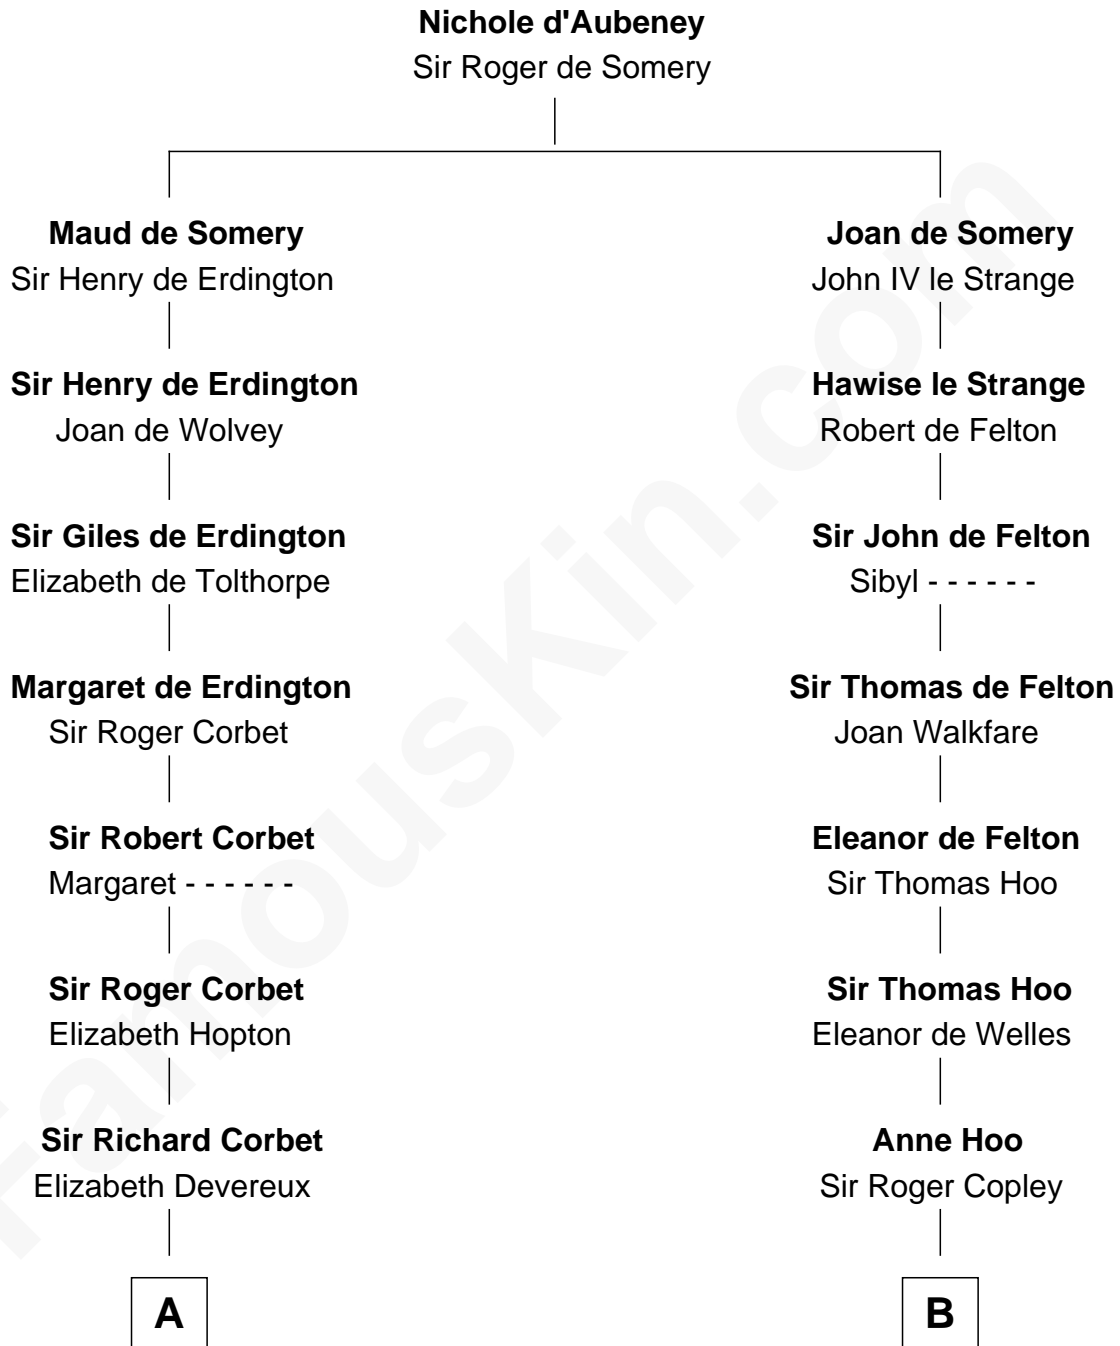 Nichole d'Aubeney
Sir Roger de Somery
Maud de Somery
Sir Henry de Erdington
Joan de Somery
John IV le Strange
Sir Henry de Erdington
Joan de Wolvey
Hawise le Strange
Robert de Felton
Sir Giles de Erdington
Elizabeth de Tolthorpe
Sir John de Felton
Sibyl - - - - - -
Margaret de Erdington
Sir Roger Corbet
Sir Thomas de Felton
Joan Walkfare
Sir Robert Corbet
Margaret - - - - - -
Eleanor de Felton
Sir Thomas Hoo
Sir Roger Corbet
Elizabeth Hopton
Sir Thomas Hoo
Eleanor de Welles
Sir Richard Corbet
Elizabeth Devereux
Anne Hoo
Sir Roger Copley
A
B
FamousKin.com